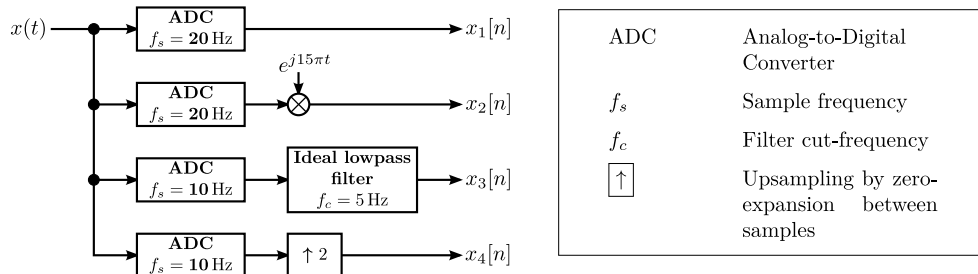 x(t)
ADC
f_s = 20 Hz
x_1[n]
e^{j15πt}
ADC
f_s = 20 Hz
x_2[n]
ADC
f_s = 10 Hz
Ideal lowpass
filter
f_c = 5 Hz
x_3[n]
ADC
f_s = 10 Hz
↑ 2
x_4[n]
ADC Analog-to-Digital
Converter
f_s Sample frequency
f_c Filter cut-frequency
↑ Upsampling by zero-
expansion between
samples